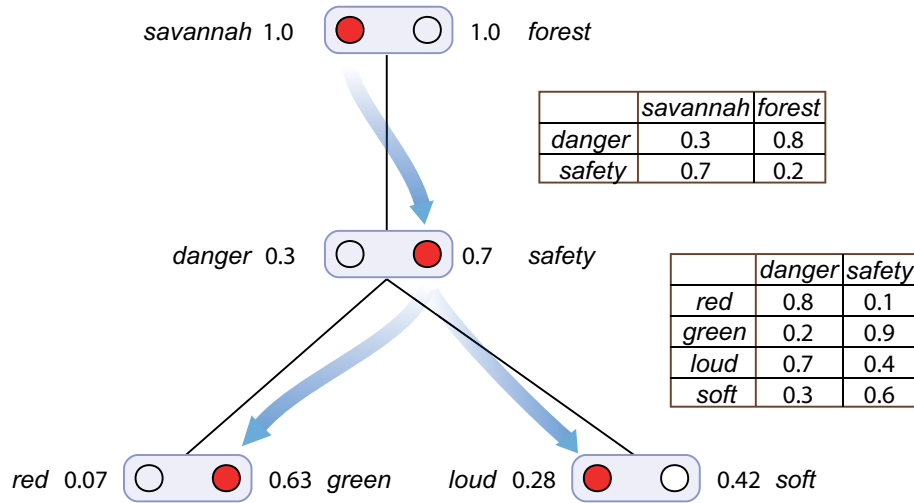 savannah 1.0 1.0 forest
savannah forest
danger 0.3 0.8
safety 0.7 0.2
danger 0.3 0.7 safety
danger safety
red 0.8 0.1
green 0.2 0.9
loud 0.7 0.4
soft 0.3 0.6
red 0.07 0.63 green loud 0.28 0.42 soft